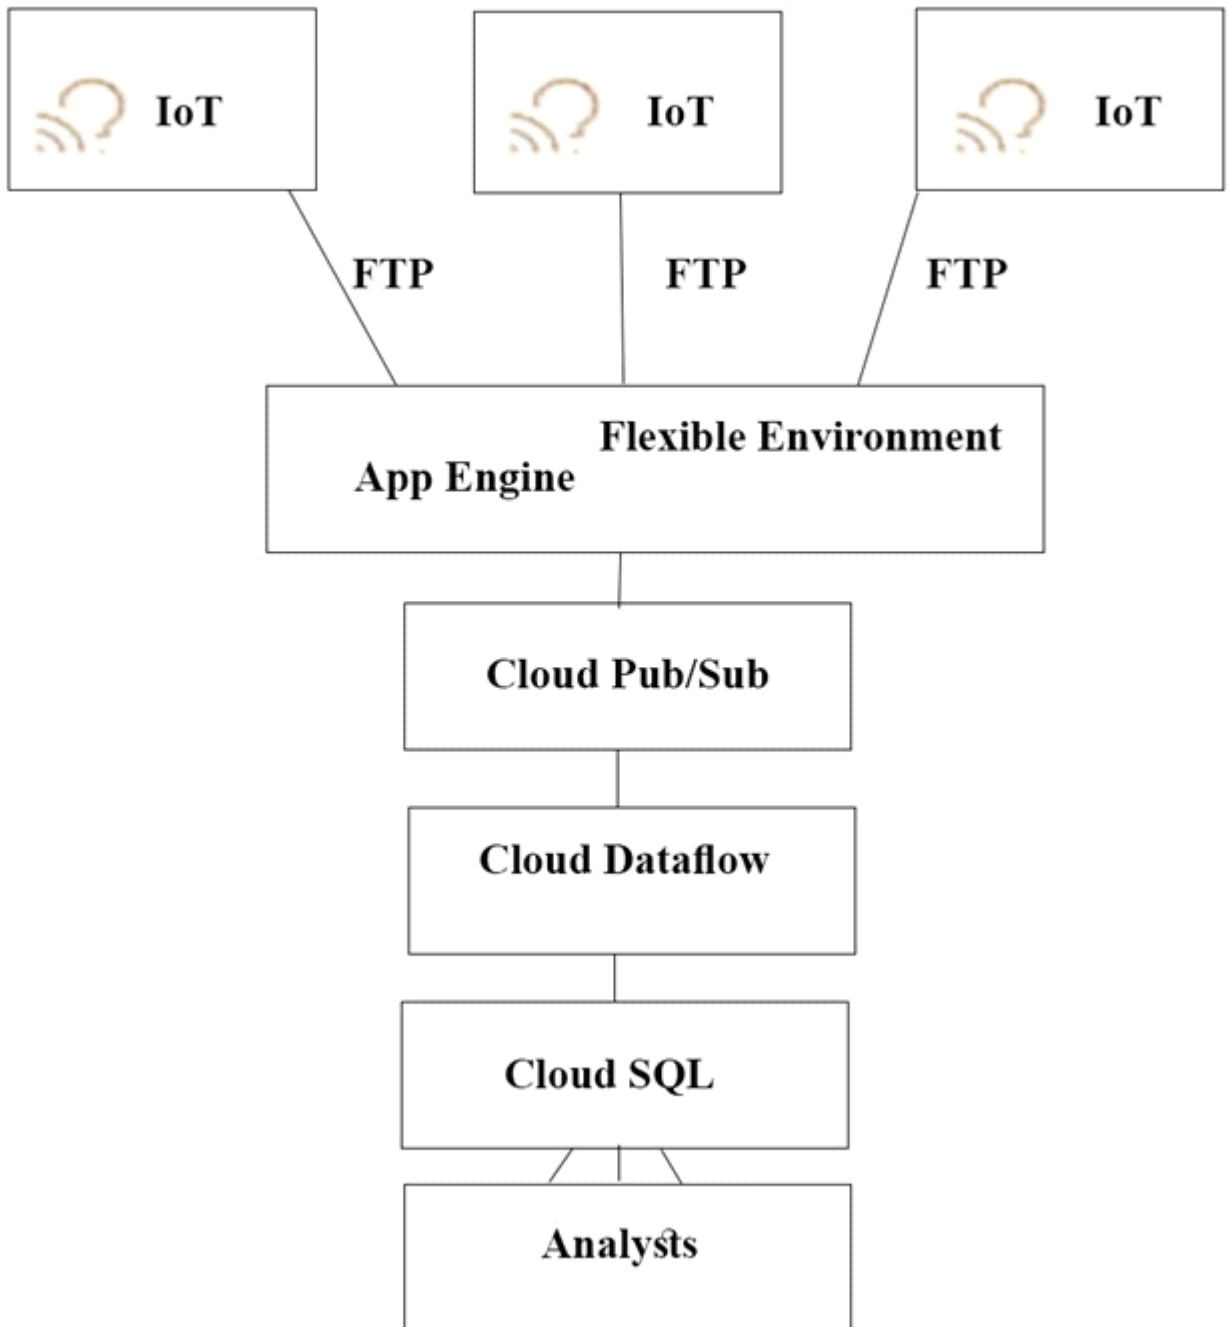 IoT
IoT
IoT
FTP
FTP
FTP
Flexible Environment
App Engine
Cloud Pub/Sub
Cloud Dataflow
Cloud SQL
Analysts